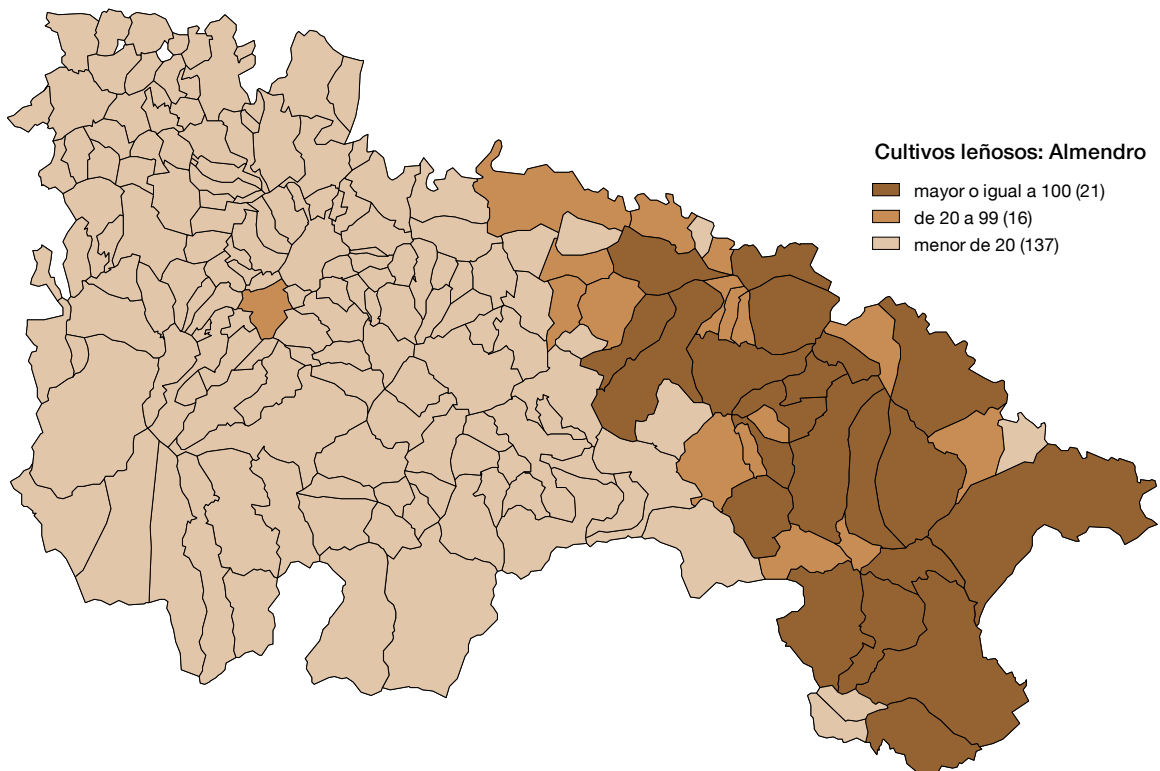 Cultivos leñosos: Almendro
mayor o igual a 100 (21)
de 20 a 99 (16)
menor de 20 (137)